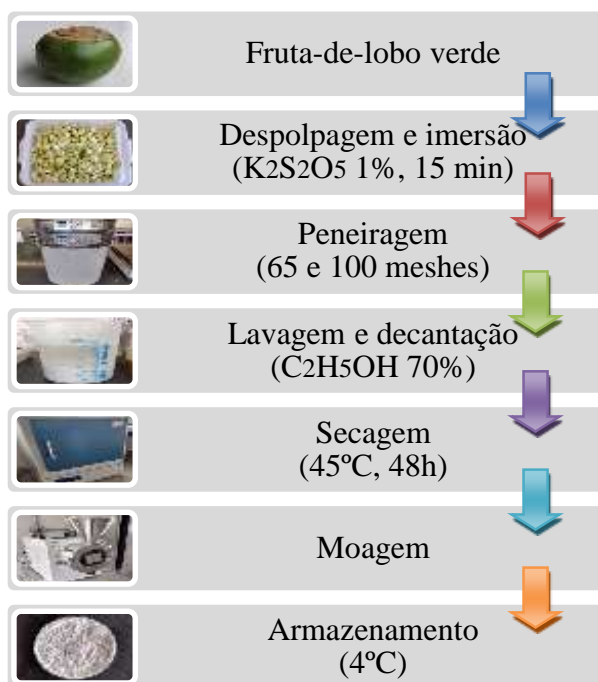 Fruta-de-lobo verde
Despolpagem e imersão
(K2S2O5 1%, 15 min)
Peneiragem
(65 e 100 meshes)
Lavagem e decantação
(C2H5OH 70%)
Secagem
(45ºC, 48h)
Moagem
Armazenamento
(4ºC)